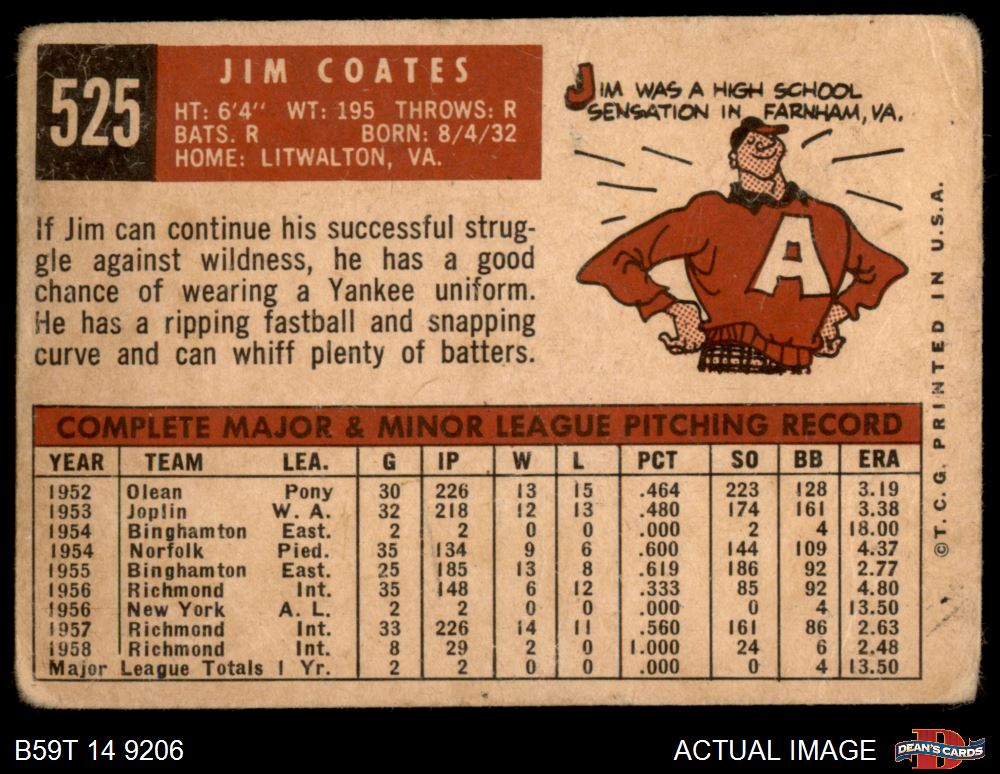 525
JIM COATES
HT: 6'4" WT: 195 THROWS: R
BATS. R BORN: 8/4/32
HOME: LITWALTON, VA.
JIM WAS A HIGH SCHOOL
SENSATION IN FARNHAM, VA.
A
If Jim can continue his successful strug-
gle against wildness, he has a good
chance of wearing a Yankee uniform.
He has a ripping fastball and snapping
curve and can whiff plenty of batters.
©T.C.G. PRINTED IN U.S.A.
COMPLETE MAJOR & MINOR LEAGUE PITCHING RECORD
YEAR TEAM LEA. G IP W L PCT SO BB ERA
1952 Olean Pony 30 226 13 15 .464 223 128 3.19
1953 Joplin W. A. 32 218 12 13 .480 174 161 3.38
1954 Binghamton East. 2 2 0 0 .000 2 4 18.00
1954 Norfolk Pied. 35 134 9 6 .600 144 109 4.37
1955 Binghamton East. 25 185 13 8 .619 186 92 2.77
1956 Richmond Int. 35 148 6 12 .333 85 92 4.80
1956 New York A. L. 2 2 0 0 .000 0 4 13.50
1957 Richmond Int. 33 226 14 11 .560 161 86 2.63
1958 Richmond Int. 8 29 2 0 1.000 24 6 2.48
Major League Totals 1 Yr. 2 2 0 0 .000 0 4 13.50
B59T 14 9206
ACTUAL IMAGE
DEAN'S CARDS